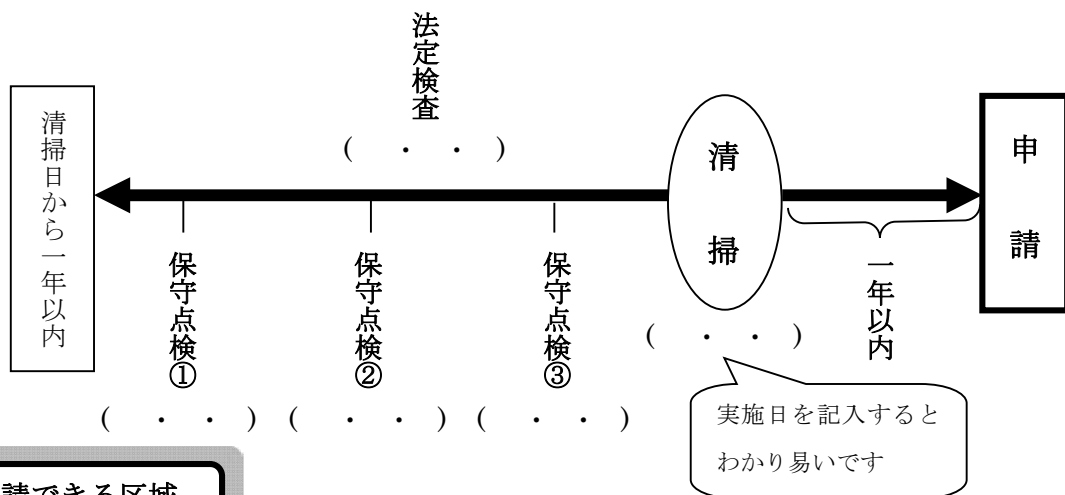 法定検査
( ・ ・ )
清掃日から一年以内
清掃
申請
保守点検①
保守点検②
保守点検③
一年以内
( ・ ・ )
( ・ ・ ) ( ・ ・ ) ( ・ ・ )
実施日を記入すると
わかり易いです
請できる区域